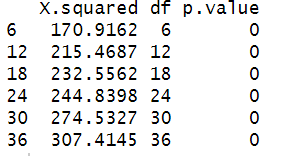 X.squared df p.value
6 170.9162 6 0
12 215.4687 12 0
18 232.5562 18 0
24 244.8398 24 0
30 274.5327 30 0
36 307.4145 36 0